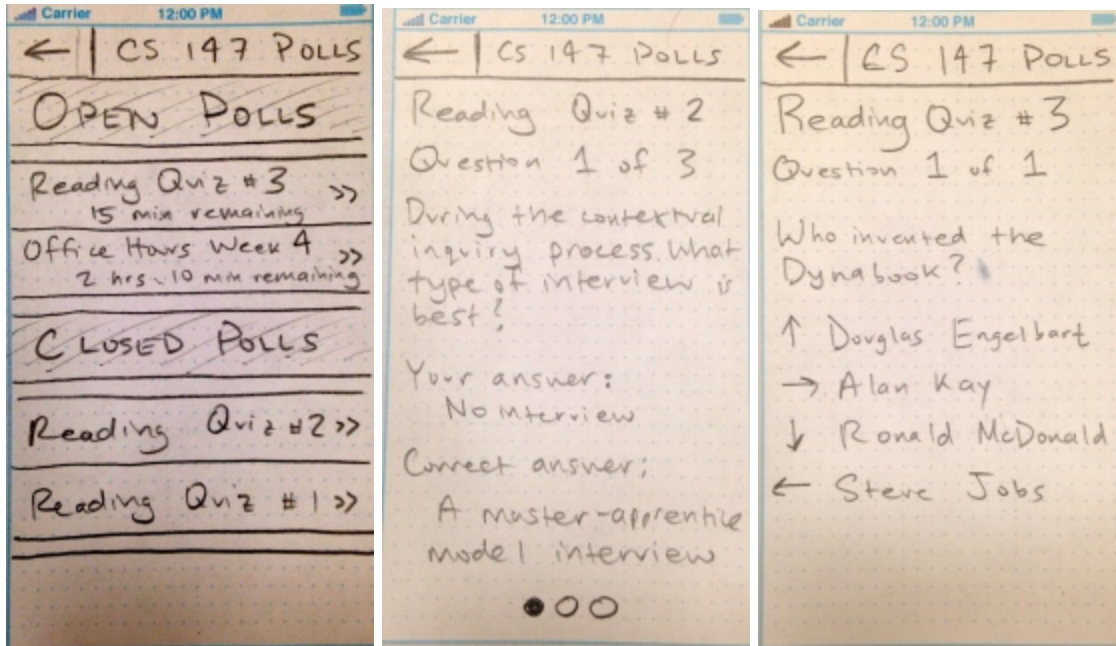 Carrier 12:00 PM
← | CS 147 POLLS
OPEN POLLS
Reading Quiz #3 >>
15 min remaining
Office Hours Week 4 >>
2 hrs. 10 min remaining
CLOSED POLLS
Reading Quiz #2 >>
Reading Quiz #1 >>
Carrier 12:00 PM
← | CS 147 POLLS
Reading Quiz #2
Question 1 of 3
During the contextual
inquiry process. What
type of interview is
best?
Your answer:
No interview
Correct answer:
A master-apprentice
model interview
Carrier 12:00 PM
← | CS 147 POLLS
Reading Quiz #3
Question 1 of 1
Who invented the
Dynabook?
↑ Douglas Engelbart
→ Alan Kay
↓ Ronald McDonald
← Steve Jobs